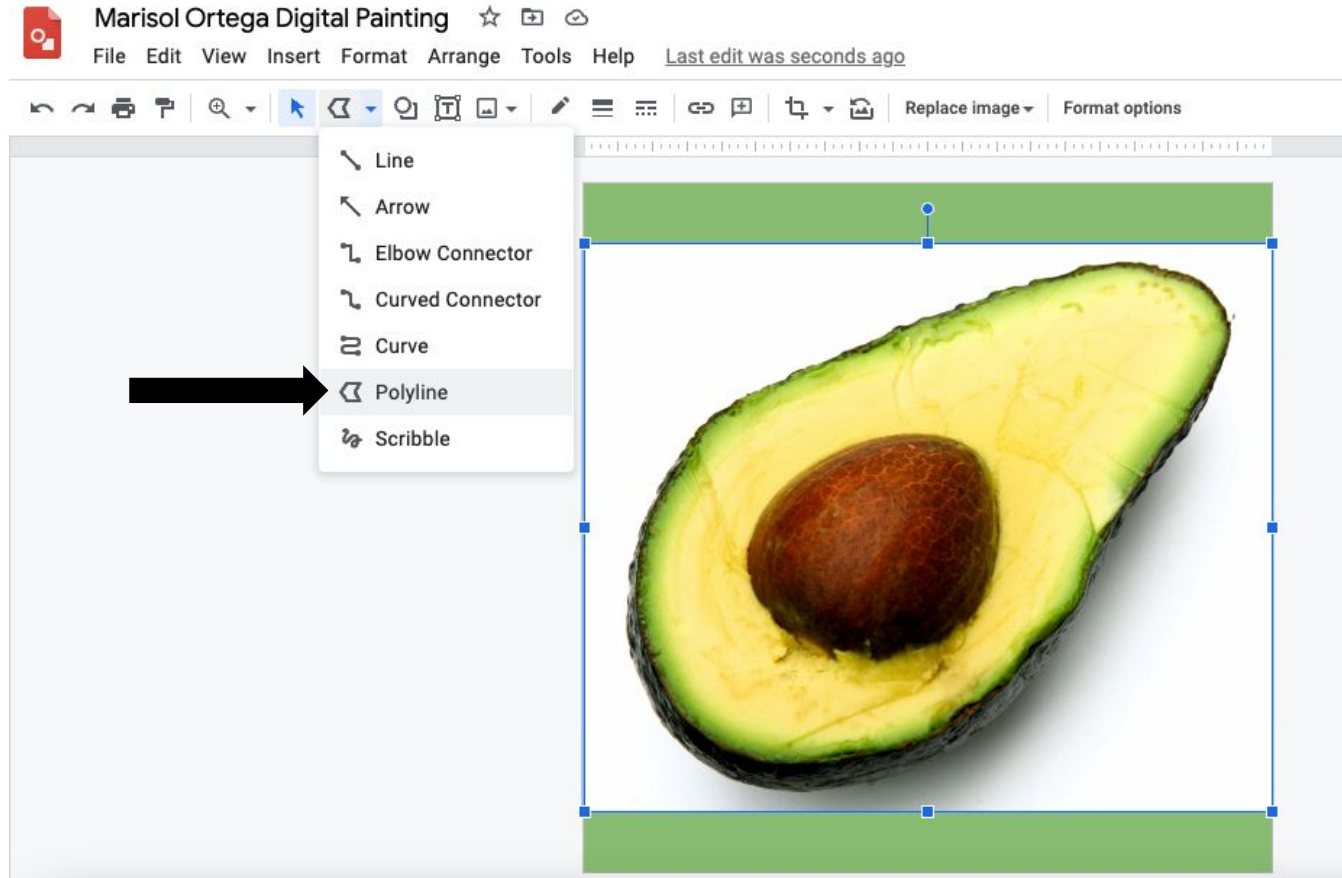 Marisol Ortega Digital Painting
File Edit View Insert Format Arrange Tools Help Last edit was seconds ago
Replace image Format options
Line
Arrow
Elbow Connector
Curved Connector
Curve
Polyline
Scribble